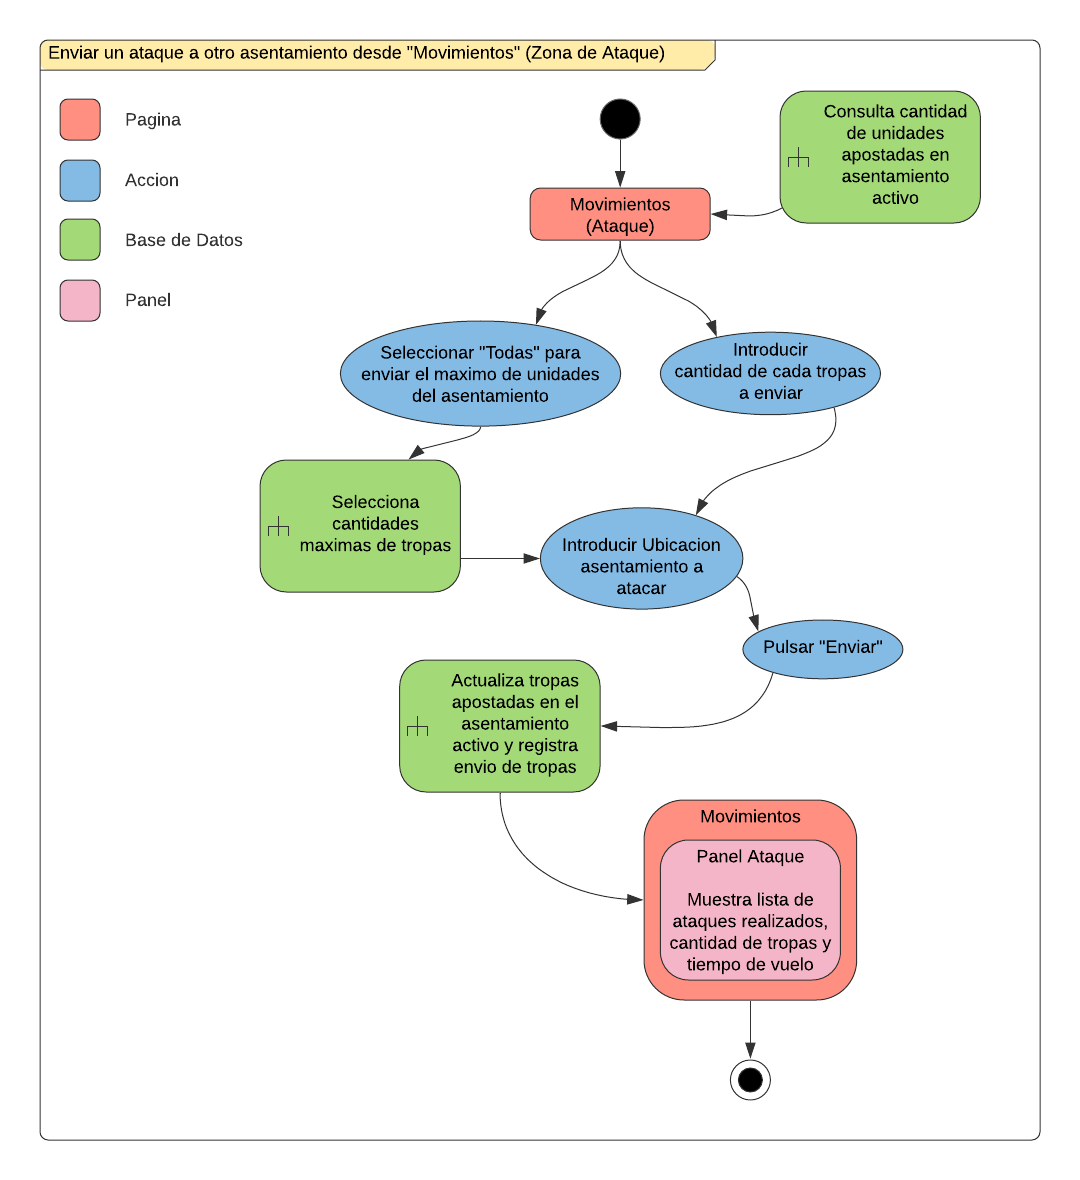 Enviar un ataque a otro asentamiento desde "Movimientos" (Zona de Ataque)
Pagina
Accion
Base de Datos
Panel
Consulta cantidad
de unidades
apostadas en
asentamiento
activo
Movimientos
(Ataque)
Seleccionar "Todas" para
enviar el maximo de unidades
del asentamiento
Introducir
cantidad de cada tropas
a enviar
Selecciona
cantidades
maximas de tropas
Introducir Ubicacion
asentamiento a
atacar
Pulsar "Enviar"
Actualiza tropas
apostadas en el
asentamiento
activo y registra
envio de tropas
Movimientos
Panel Ataque
Muestra lista de
ataques realizados,
cantidad de tropas y
tiempo de vuelo